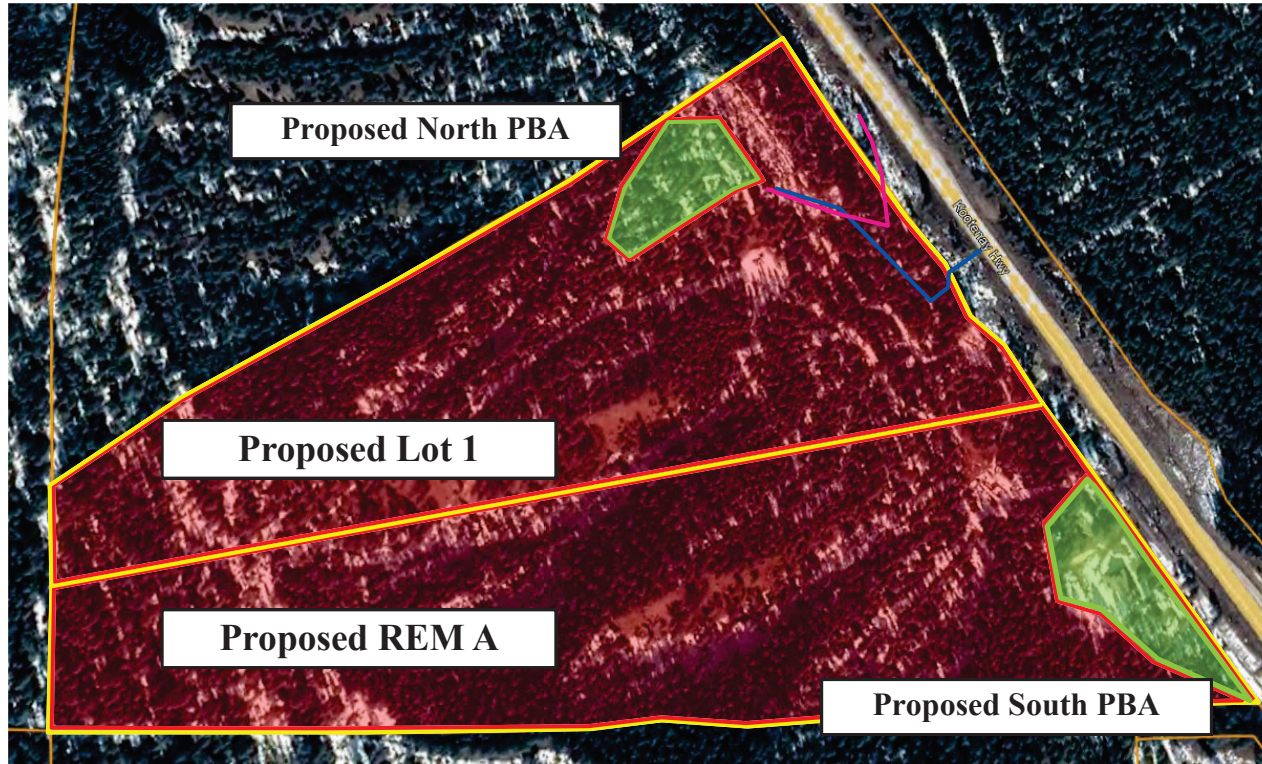 Proposed North PBA
Kootenay Hwy
Proposed Lot 1
Proposed REM A
Proposed South PBA